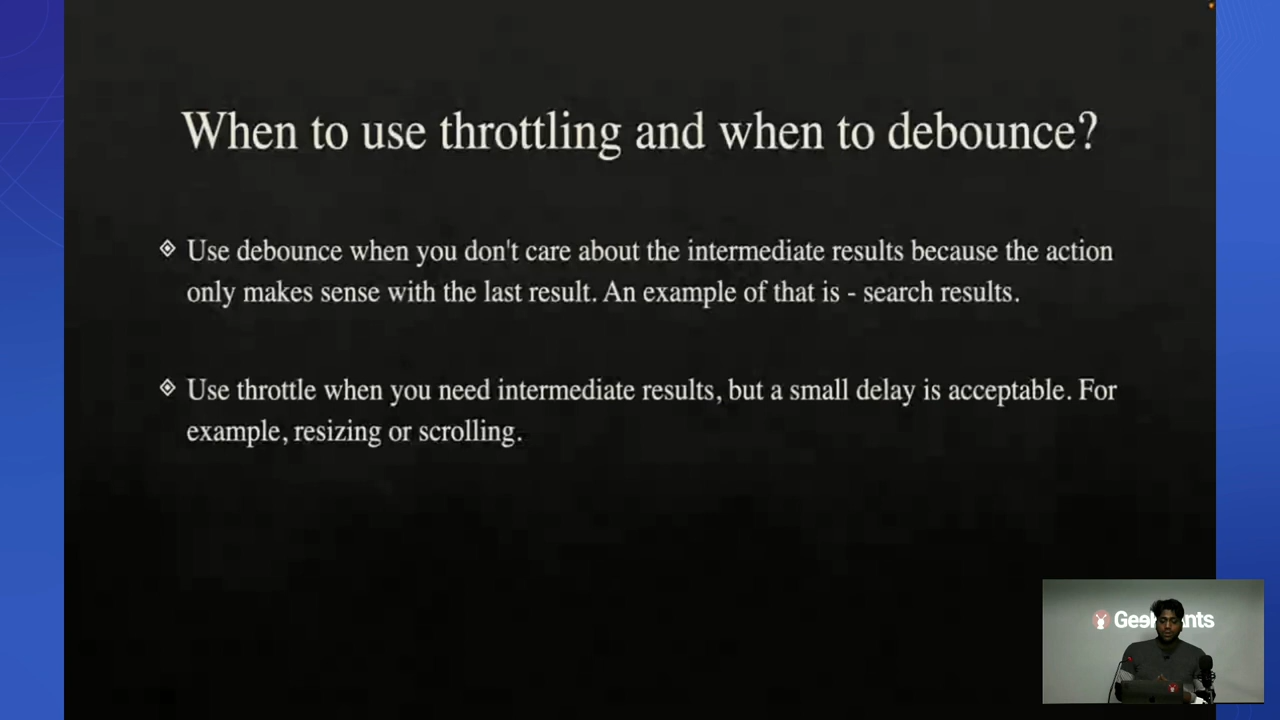 When to use throttling and when to debounce?
Use debounce when you don't care about the intermediate results because the action
only makes sense with the last result. An example of that is - search results.
Use throttle when you need intermediate results, but a small delay is acceptable. For
example, resizing or scrolling.